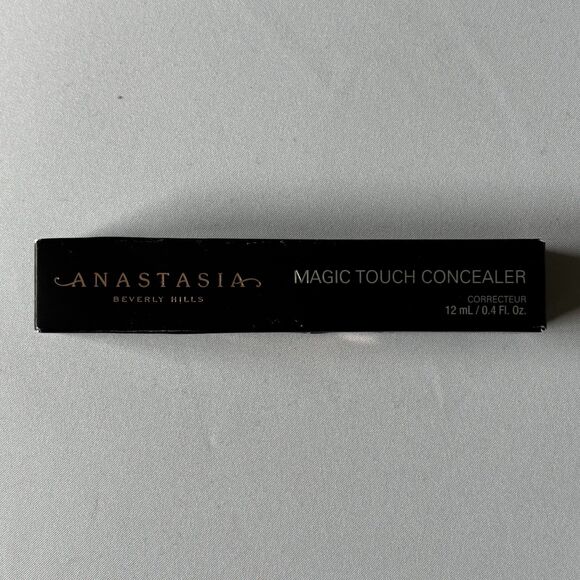 ANASTASIA
BEVERLY HILLS
MAGIC TOUCH CONCEALER
CORRECTEUR
12 mL / 0.4 Fl. Oz.